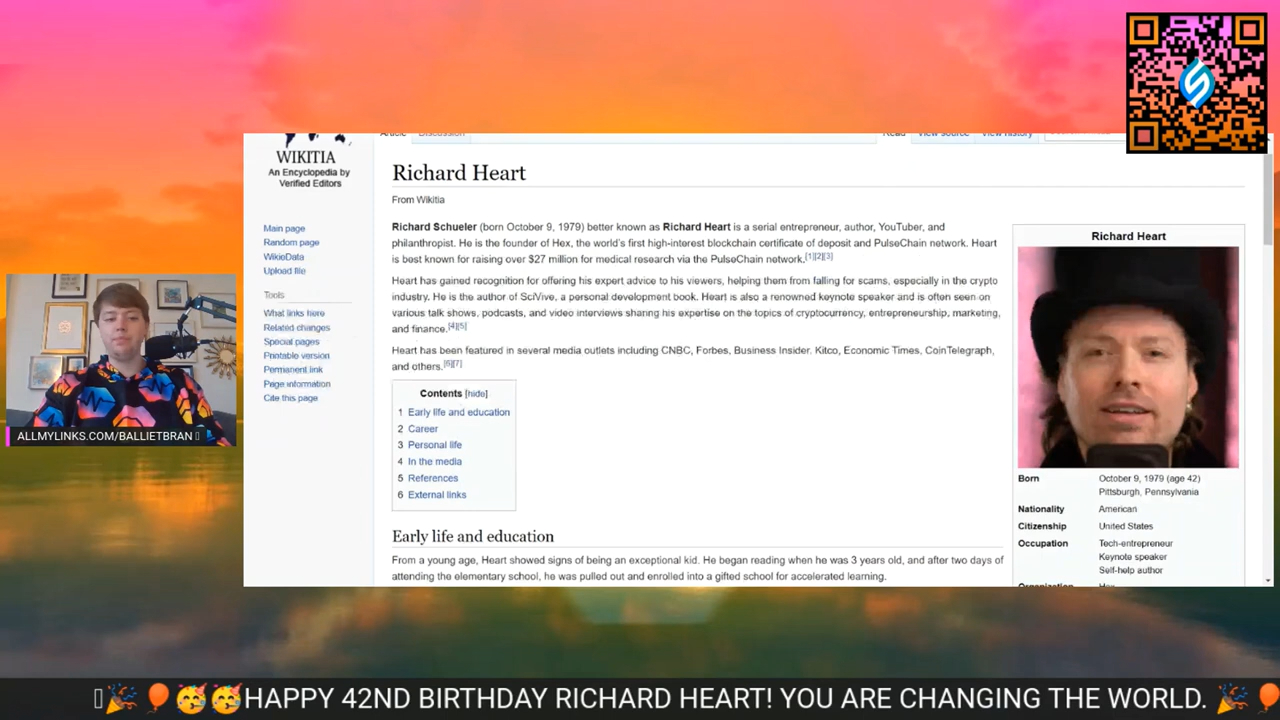 Article Discussion
Read View source View history
WIKITIA
An Encyclopedia by
Verified Editors
Main page
Random page
WikieData
Upload file
Tools
What links here
Related changes
Special pages
Printable version
Permanent link
Page information
Cite this page
Richard Heart
From Wikitia
Richard Schueler (born October 9, 1979) better known as Richard Heart is a serial entrepreneur, author, YouTuber, and
philanthropist. He is the founder of Hex, the world's first high-interest blockchain certificate of deposit and PulseChain network. Heart
is best known for raising over $27 million for medical research via the PulseChain network.[1][2][3]
Heart has gained recognition for offering his expert advice to his viewers, helping them from falling for scams, especially in the crypto
industry. He is the author of SciVive, a personal development book. Heart is also a renowned keynote speaker and is often seen on
various talk shows, podcasts, and video interviews sharing his expertise on the topics of cryptocurrency, entrepreneurship, marketing,
and finance.[4][5]
Heart has been featured in several media outlets including CNBC, Forbes, Business Insider, Kitco, Economic Times, CoinTelegraph,
and others.[6][7]
Contents [hide]
1 Early life and education
2 Career
3 Personal life
4 In the media
5 References
6 External links
Early life and education
From a young age, Heart showed signs of being an exceptional kid. He began reading when he was 3 years old, and after two days of
attending the elementary school, he was pulled out and enrolled into a gifted school for accelerated learning.
Richard Heart
Born October 9, 1979 (age 42)
Pittsburgh, Pennsylvania
Nationality American
Citizenship United States
Occupation Tech-entrepreneur
Keynote speaker
Self-help author
Organization Hex
ALLMYLINKS.COM/BALLIETBRAN
🎉🎈🥳🥳HAPPY 42ND BIRTHDAY RICHARD HEART! YOU ARE CHANGING THE WORLD. 🎉🎈